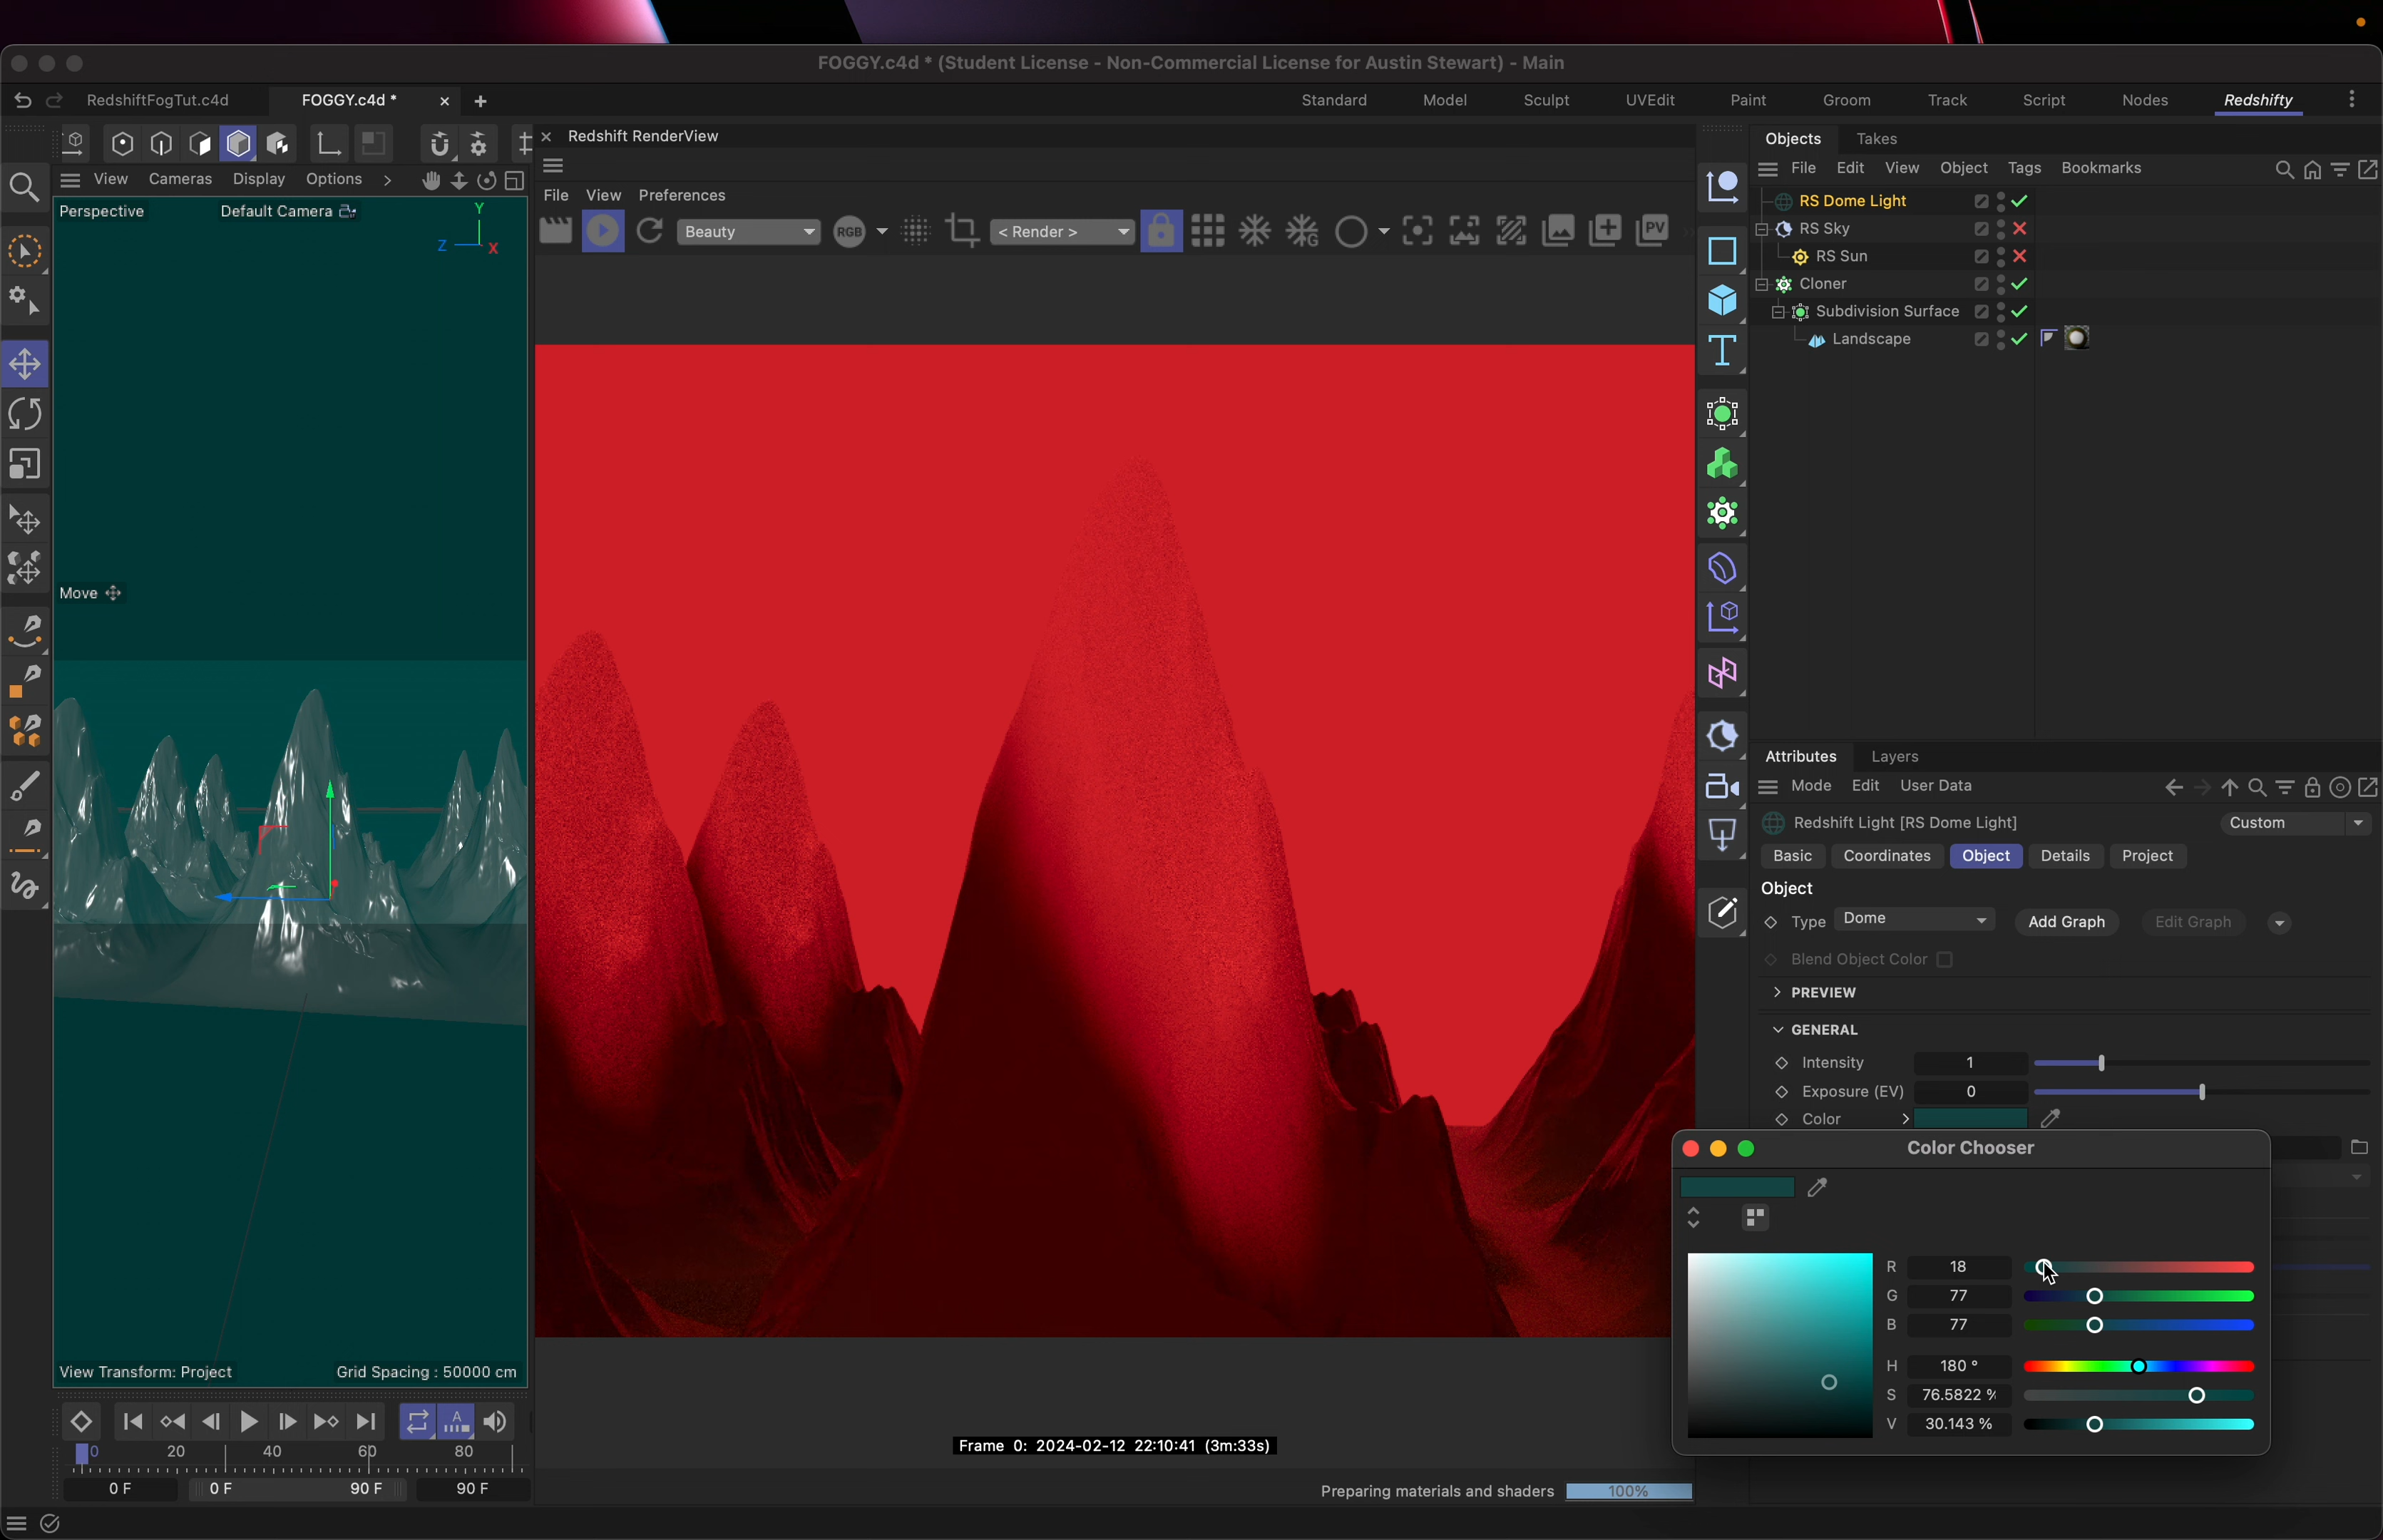 FOGGY.c4d * (Student License - Non-Commercial License for Austin Stewart) - Main
RedshiftFogTut.c4d
FOGGY.c4d *
Standard
Model
Sculpt
UVEdit
Paint
Groom
Track
Script
Nodes
Redshifty
Redshift RenderView
View
Cameras
Display
Options
File
View
Preferences
Perspective
Default Camera
Y
Z
X
Beauty
RGB
< Render >
G
PV
Move
View Transform: Project
Grid Spacing : 50000 cm
A
0
20
40
60
80
0 F
0 F
90 F
90 F
Frame 0: 2024-02-12 22:10:41 (3m:33s)
Preparing materials and shaders
100%
Objects
Takes
File
Edit
View
Object
Tags
Bookmarks
RS Dome Light
RS Sky
RS Sun
Cloner
Subdivision Surface
Landscape
Attributes
Layers
Mode
Edit
User Data
Redshift Light [RS Dome Light]
Custom
Basic
Coordinates
Object
Details
Project
Object
Type
Dome
Add Graph
Edit Graph
Blend Object Color
PREVIEW
GENERAL
Intensity
1
Exposure (EV)
0
Color
Color Chooser
R
18
G
77
B
77
H
180 °
S
76.5822 %
V
30.143 %